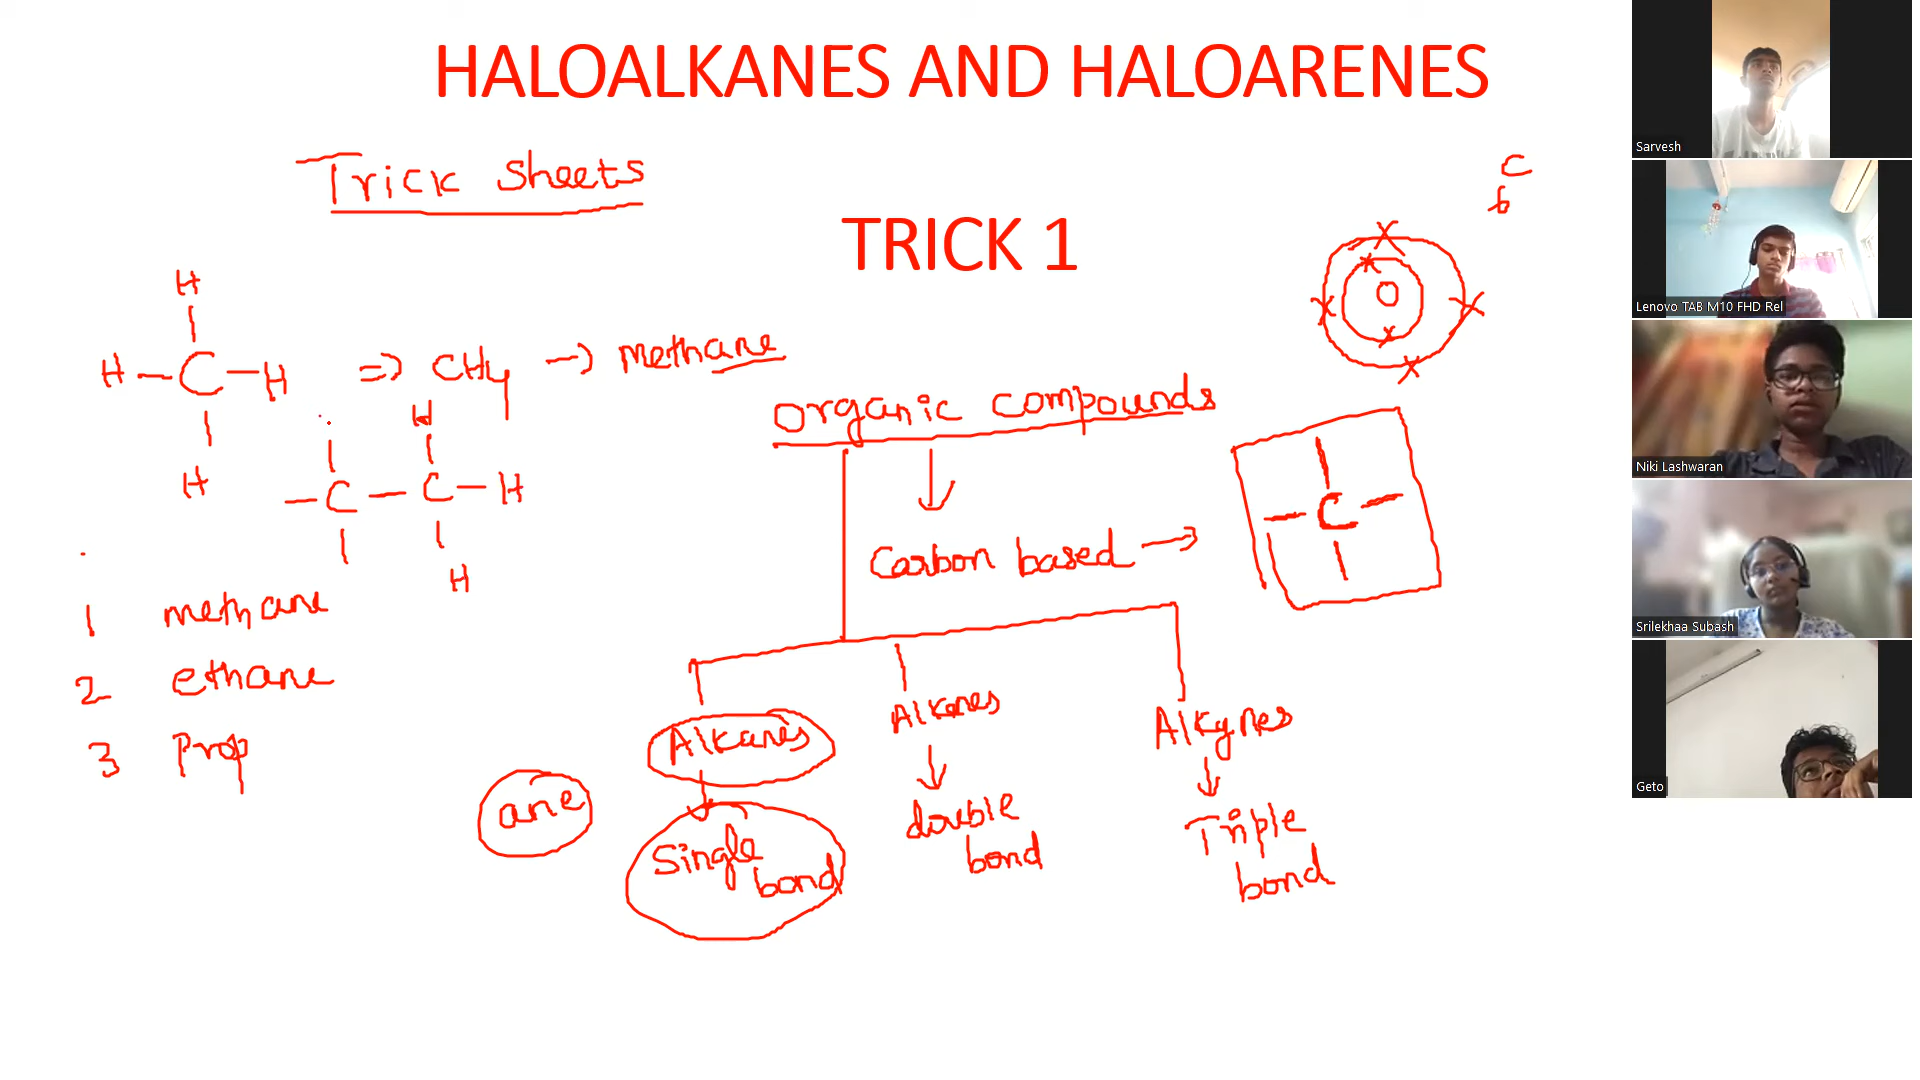 HALOALKANES AND HALOARENES
Trick Sheets
C
6
TRICK 1
H
H - C - H => CH4 -> Methane
H
Organic compounds
H
- C - C - H
H
C
Carbon based ->
1 methane
2 ethane
3 Prop
Alkanes
Alkenes
Alkynes
ane
Single bond
double bond
Triple bond
Sarvesh
Lenovo TAB M10 FHD Rel
Niki Lashwaran
Srilekhaa Subash
Geto